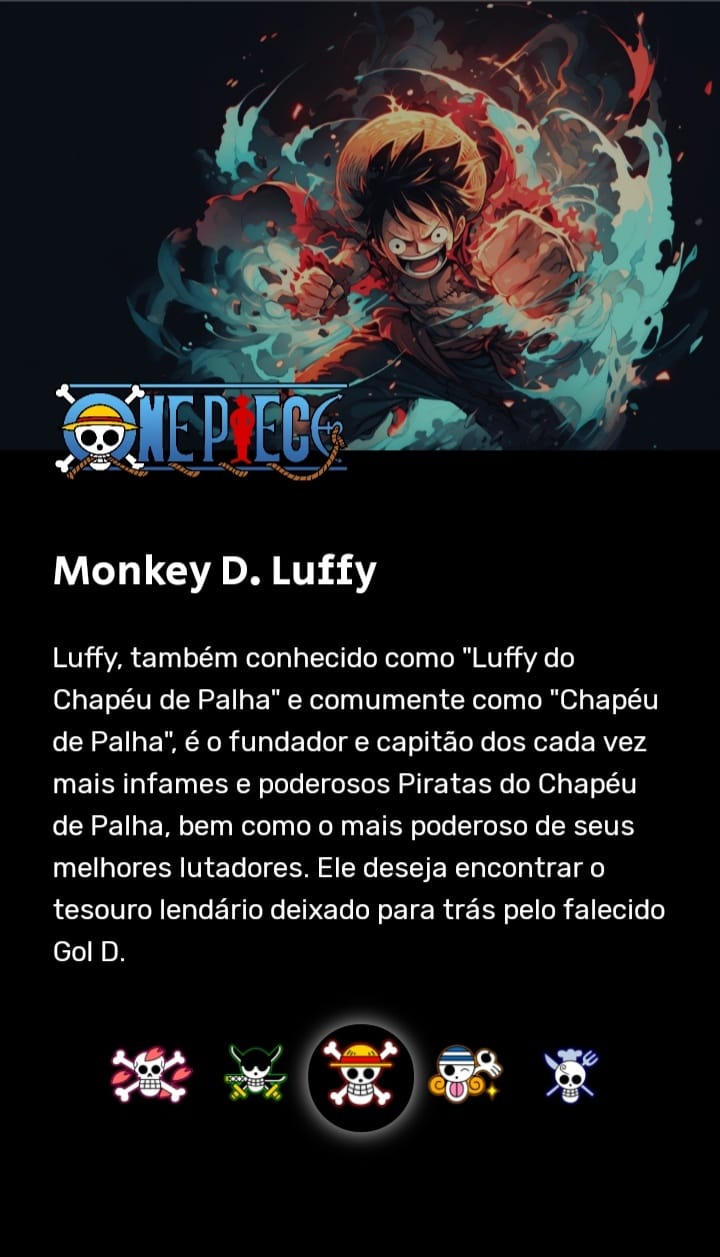 ONE PIECE
Monkey D. Luffy
Luffy, também conhecido como "Luffy do
Chapéu de Palha" e comumente como "Chapéu
de Palha", é o fundador e capitão dos cada vez
mais infames e poderosos Piratas do Chapéu
de Palha, bem como o mais poderoso de seus
melhores lutadores. Ele deseja encontrar o
tesouro lendário deixado para trás pelo falecido
Gol D.